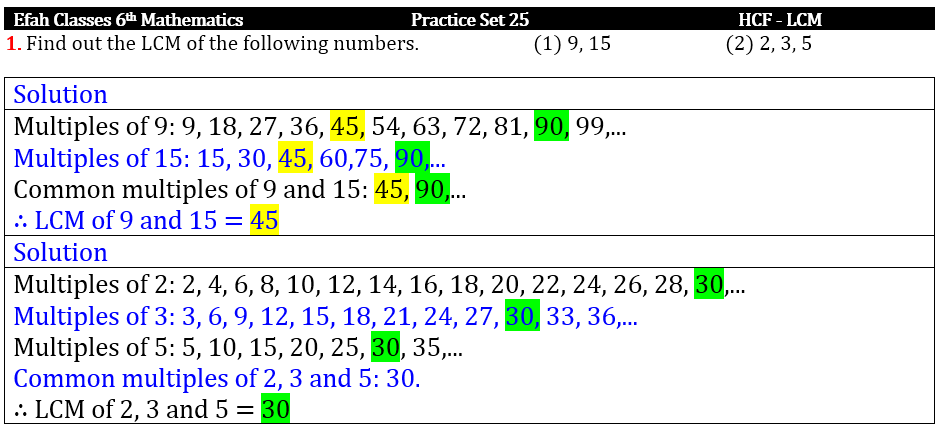 Efah Classes 6th Mathematics Practice Set 25 HCF - LCM
1. Find out the LCM of the following numbers. (1) 9, 15 (2) 2, 3, 5
Solution
Multiples of 9: 9, 18, 27, 36, 45, 54, 63, 72, 81, 90, 99,...
Multiples of 15: 15, 30, 45, 60,75, 90,...
Common multiples of 9 and 15: 45, 90,...
∴ LCM of 9 and 15 = 45
Solution
Multiples of 2: 2, 4, 6, 8, 10, 12, 14, 16, 18, 20, 22, 24, 26, 28, 30,...
Multiples of 3: 3, 6, 9, 12, 15, 18, 21, 24, 27, 30, 33, 36,...
Multiples of 5: 5, 10, 15, 20, 25, 30, 35,...
Common multiples of 2, 3 and 5: 30.
∴ LCM of 2, 3 and 5 = 30